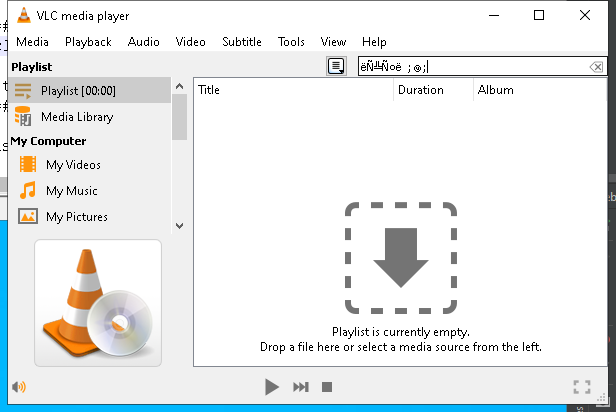 VLC media player
Media Playback Audio Video Subtitle Tools View Help
Playlist
ëÑ╩Ñoë ;@;
Playlist [00:00]
Title Duration Album
Media Library
My Computer
My Videos
My Music
My Pictures
Playlist is currently empty.
Drop a file here or select a media source from the left.